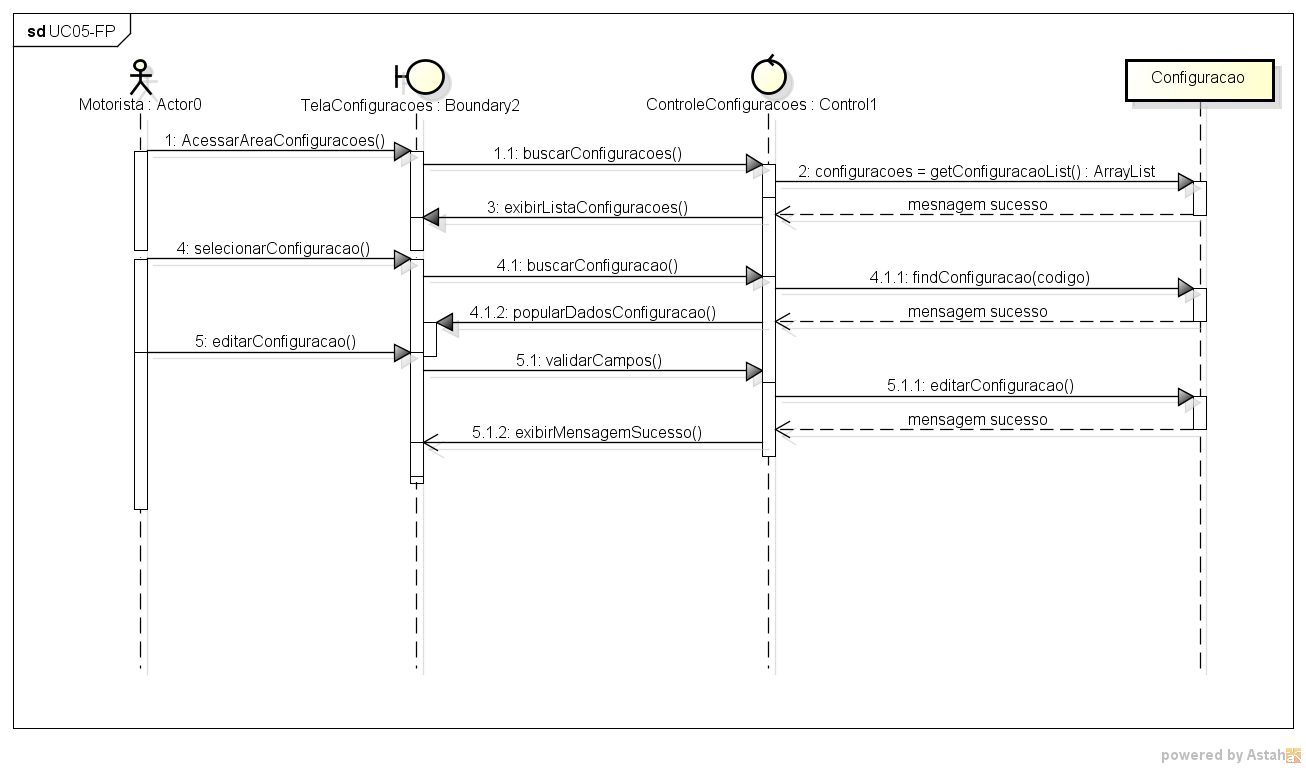 sd UC05-FP
Motorista : Actor0
TelaConfiguracoes : Boundary2
ControleConfiguracoes : Control1
Configuracao
1: AcessarAreaConfiguracoes()
1.1: buscarConfiguracoes()
2: configuracoes = getConfiguracaoList() : ArrayList
mesnagem sucesso
3: exibirListaConfiguracoes()
4: selecionarConfiguracao()
4.1: buscarConfiguracao()
4.1.1: findConfiguracao(codigo)
mensagem sucesso
4.1.2: popularDadosConfiguracao()
5: editarConfiguracao()
5.1: validarCampos()
5.1.1: editarConfiguracao()
mensagem sucesso
5.1.2: exibirMensagemSucesso()
powered by Astah